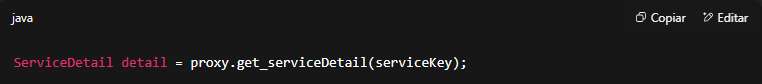 java
Copiar
Editar
ServiceDetail detail = proxy.get_serviceDetail(serviceKey);